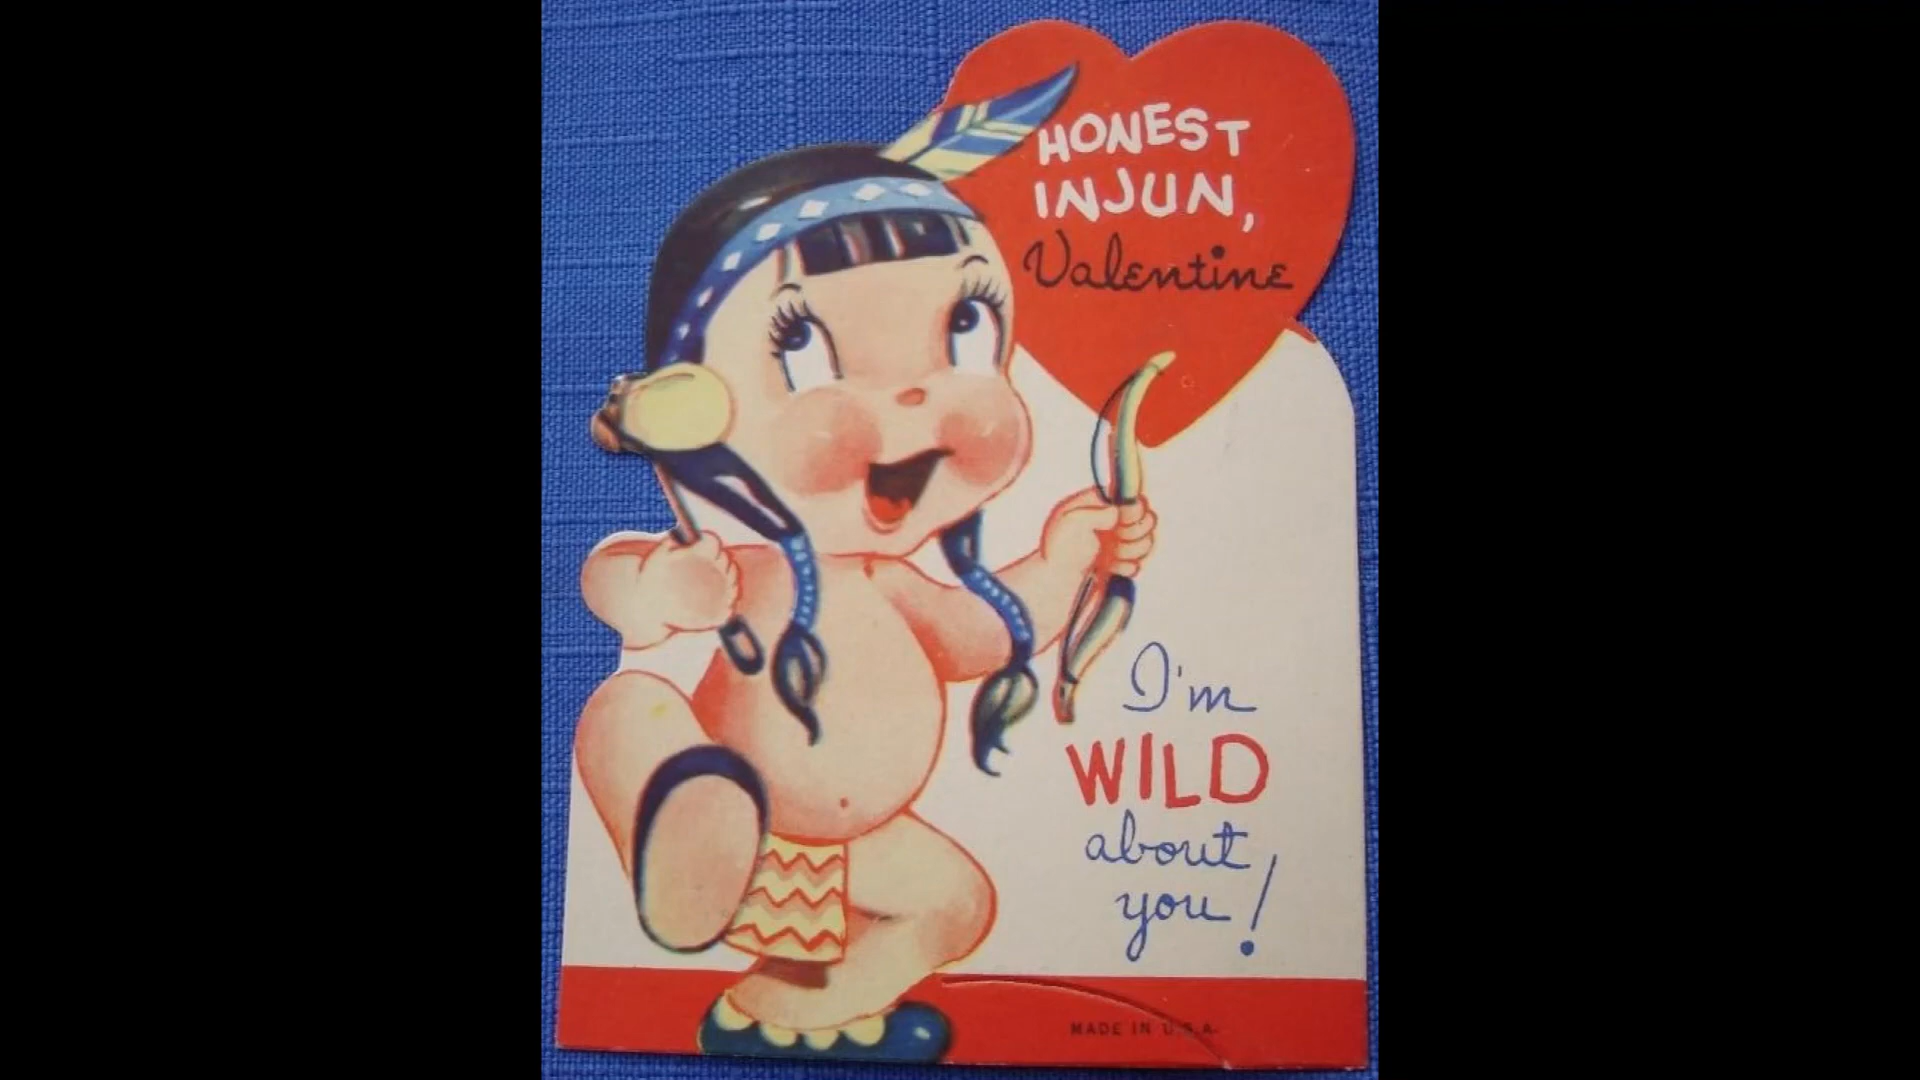 HONEST
INJUN,
Valentine
I'm
WILD
about
you!
MADE IN U.S.A.